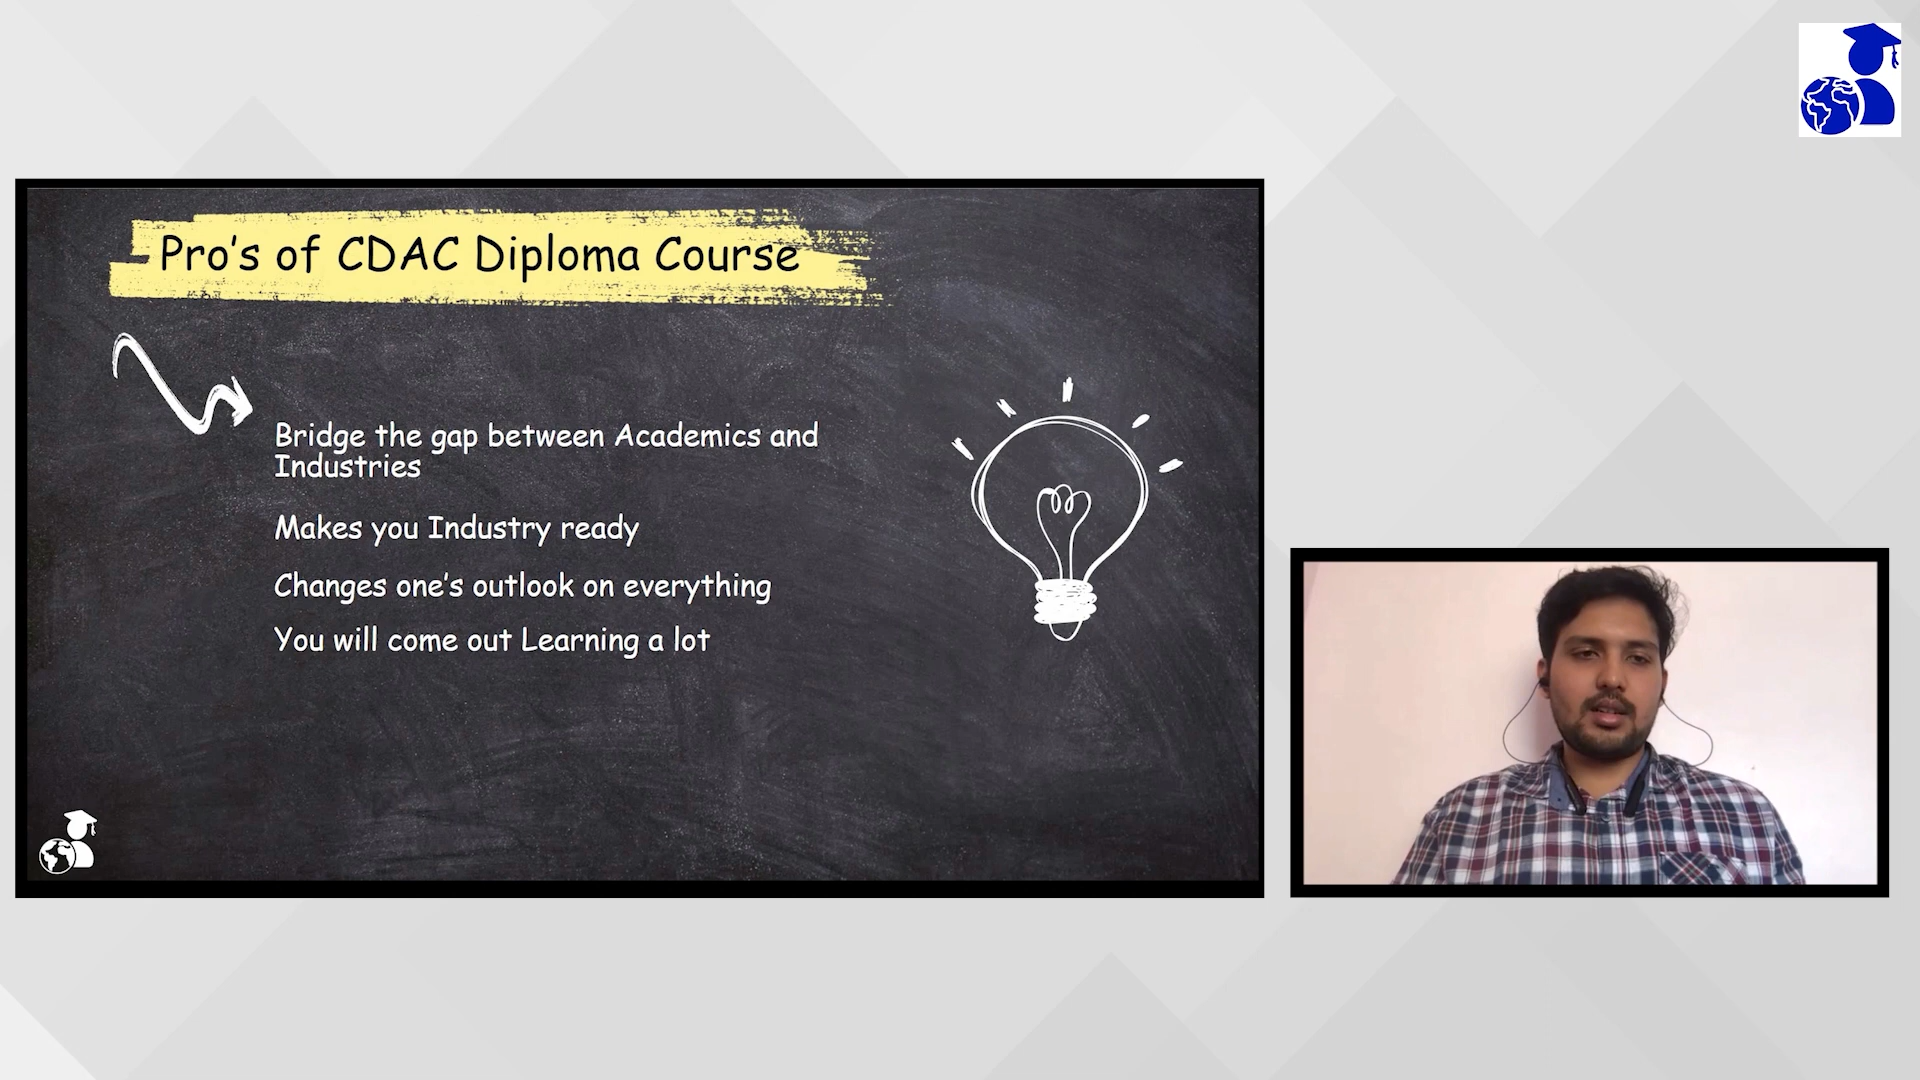 Pro's of CDAC Diploma Course
Bridge the gap between Academics and
Industries
Makes you Industry ready
Changes one's outlook on everything
You will come out Learning a lot